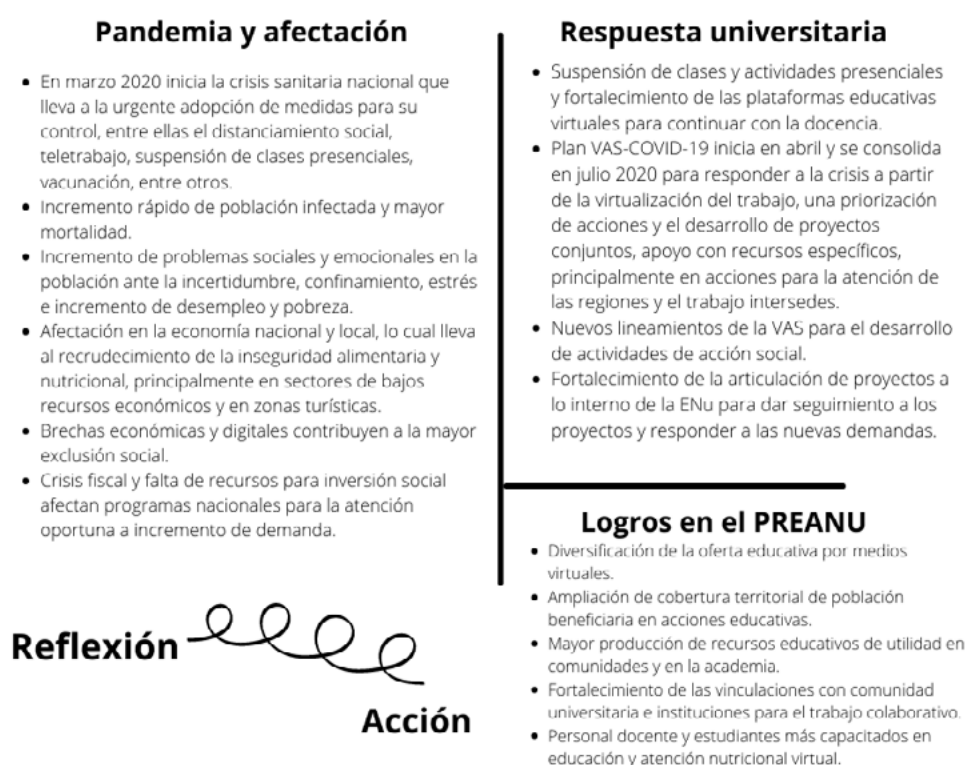 Pandemia y afectación
• En marzo 2020 inicia la crisis sanitaria nacional que
lleva a la urgente adopción de medidas para su
control, entre ellas el distanciamiento social,
teletrabajo, suspensión de clases presenciales,
vacunación, entre otros.
• Incremento rápido de población infectada y mayor
mortalidad.
• Incremento de problemas sociales y emocionales en la
población ante la incertidumbre, confinamiento, estrés
e incremento de desempleo y pobreza.
• Afectación en la economía nacional y local, lo cual lleva
al recrudecimiento de la inseguridad alimentaria y
nutricional, principalmente en sectores de bajos
recursos económicos y en zonas turísticas.
• Brechas económicas y digitales contribuyen a la mayor
exclusión social.
• Crisis fiscal y falta de recursos para inversión social
afectan programas nacionales para la atención
oportuna a incremento de demanda.
Reflexión
Acción
Respuesta universitaria
• Suspensión de clases y actividades presenciales
y fortalecimiento de las plataformas educativas
virtuales para continuar con la docencia.
• Plan VAS-COVID-19 inicia en abril y se consolida
en julio 2020 para responder a la crisis a partir
de la virtualización del trabajo, una priorización
de acciones y el desarrollo de proyectos
conjuntos, apoyo con recursos específicos,
principalmente en acciones para la atención de
las regiones y el trabajo intersedes.
• Nuevos lineamientos de la VAS para el desarrollo
de actividades de acción social.
• Fortalecimiento de la articulación de proyectos a
lo interno de la ENu para dar seguimiento a los
proyectos y responder a las nuevas demandas.
Logros en el PREANU
• Diversificación de la oferta educativa por medios
virtuales.
• Ampliación de cobertura territorial de población
beneficiaria en acciones educativas.
• Mayor producción de recursos educativos de utilidad en
comunidades y en la academia.
• Fortalecimiento de las vinculaciones con comunidad
universitaria e instituciones para el trabajo colaborativo.
• Personal docente y estudiantes más capacitados en
educación y atención nutricional virtual.